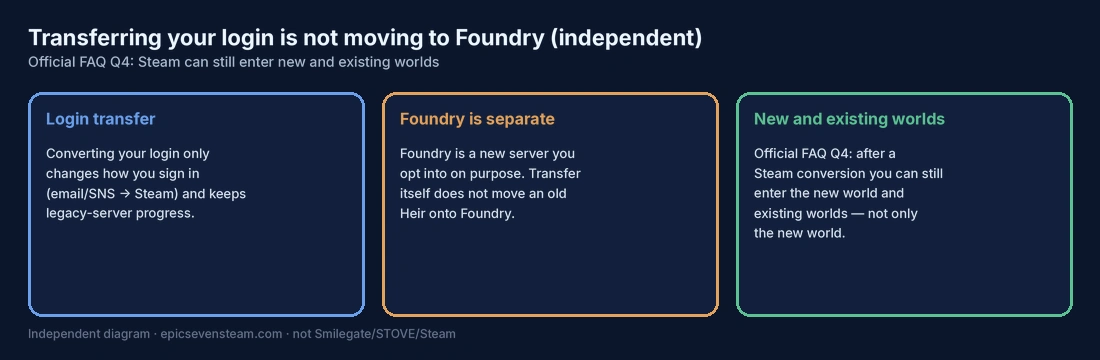 Transferring your login is not moving to Foundry (independent)
Official FAQ Q4: Steam can still enter new and existing worlds
Login transfer
Converting your login only
changes how you sign in
(email/SNS → Steam) and keeps
legacy-server progress.
Foundry is separate
Foundry is a new server you
opt into on purpose. Transfer
itself does not move an old
Heir onto Foundry.
New and existing worlds
Official FAQ Q4: after a
Steam conversion you can still
enter the new world and
existing worlds — not only
the new world.
Independent diagram · epicsevensteam.com · not Smilegate/STOVE/Steam